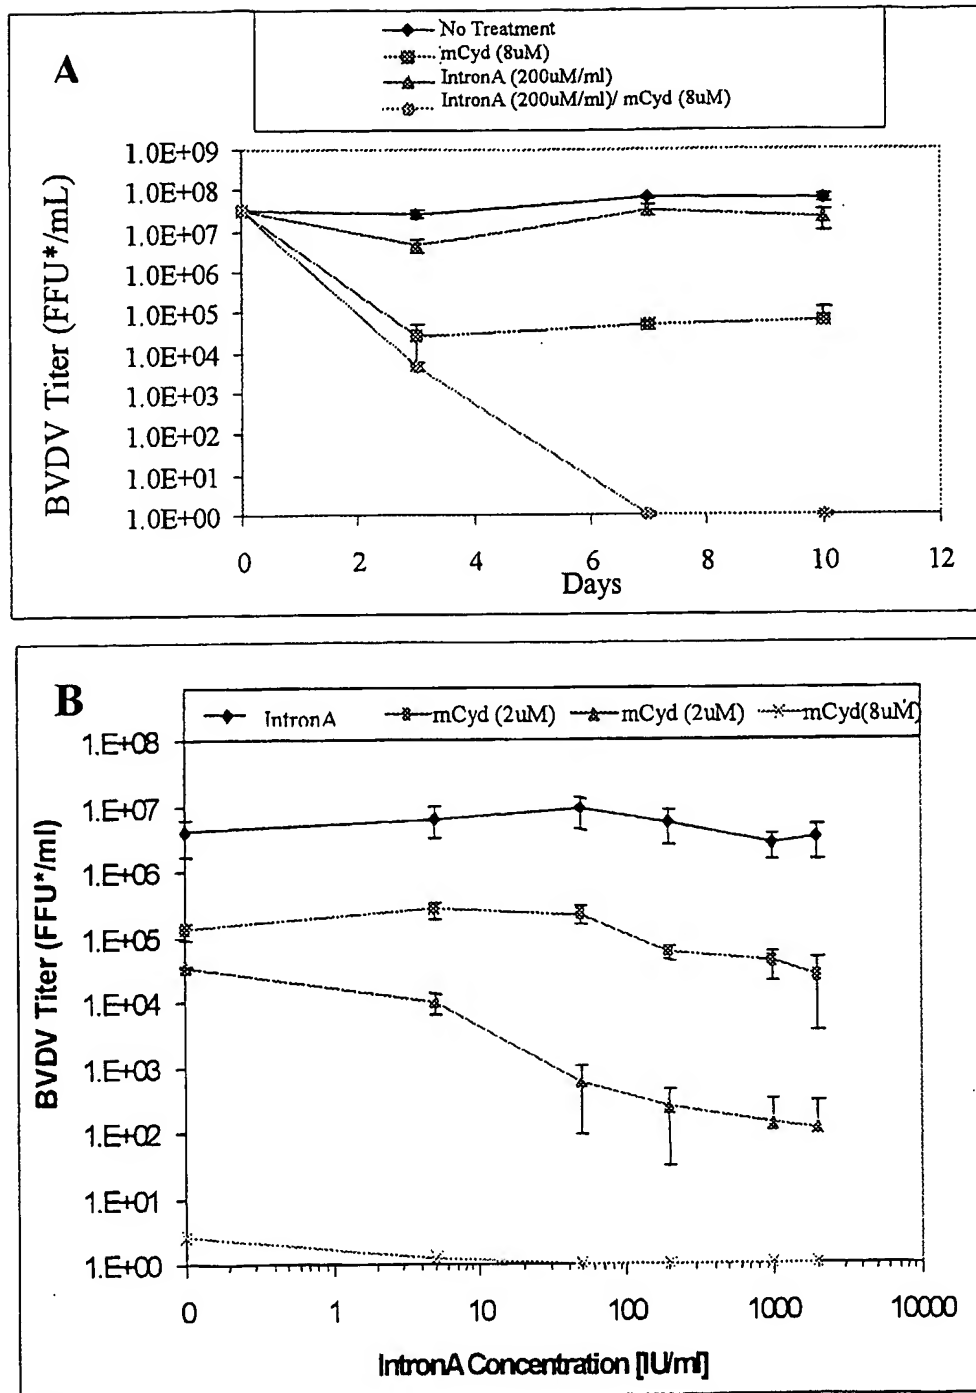 A
No Treatment
mCyd (8uM)
IntronA (200uM/ml)
IntronA (200uM/ml)/ mCyd (8uM)
BVDV Titer (FFU*/mL)
1.0E+09
1.0E+08
1.0E+07
1.0E+06
1.0E+05
1.0E+04
1.0E+03
1.0E+02
1.0E+01
1.0E+00
0 2 4 6 8 10 12
Days
B
IntronA mCyd (2uM) mCyd (2uM) mCyd(8uM)
BVDV Titer (FFU*/ml)
1.E+08
1.E+07
1.E+06
1.E+05
1.E+04
1.E+03
1.E+02
1.E+01
1.E+00
0 1 10 100 1000 10000
IntronA Concentration [IU/ml]